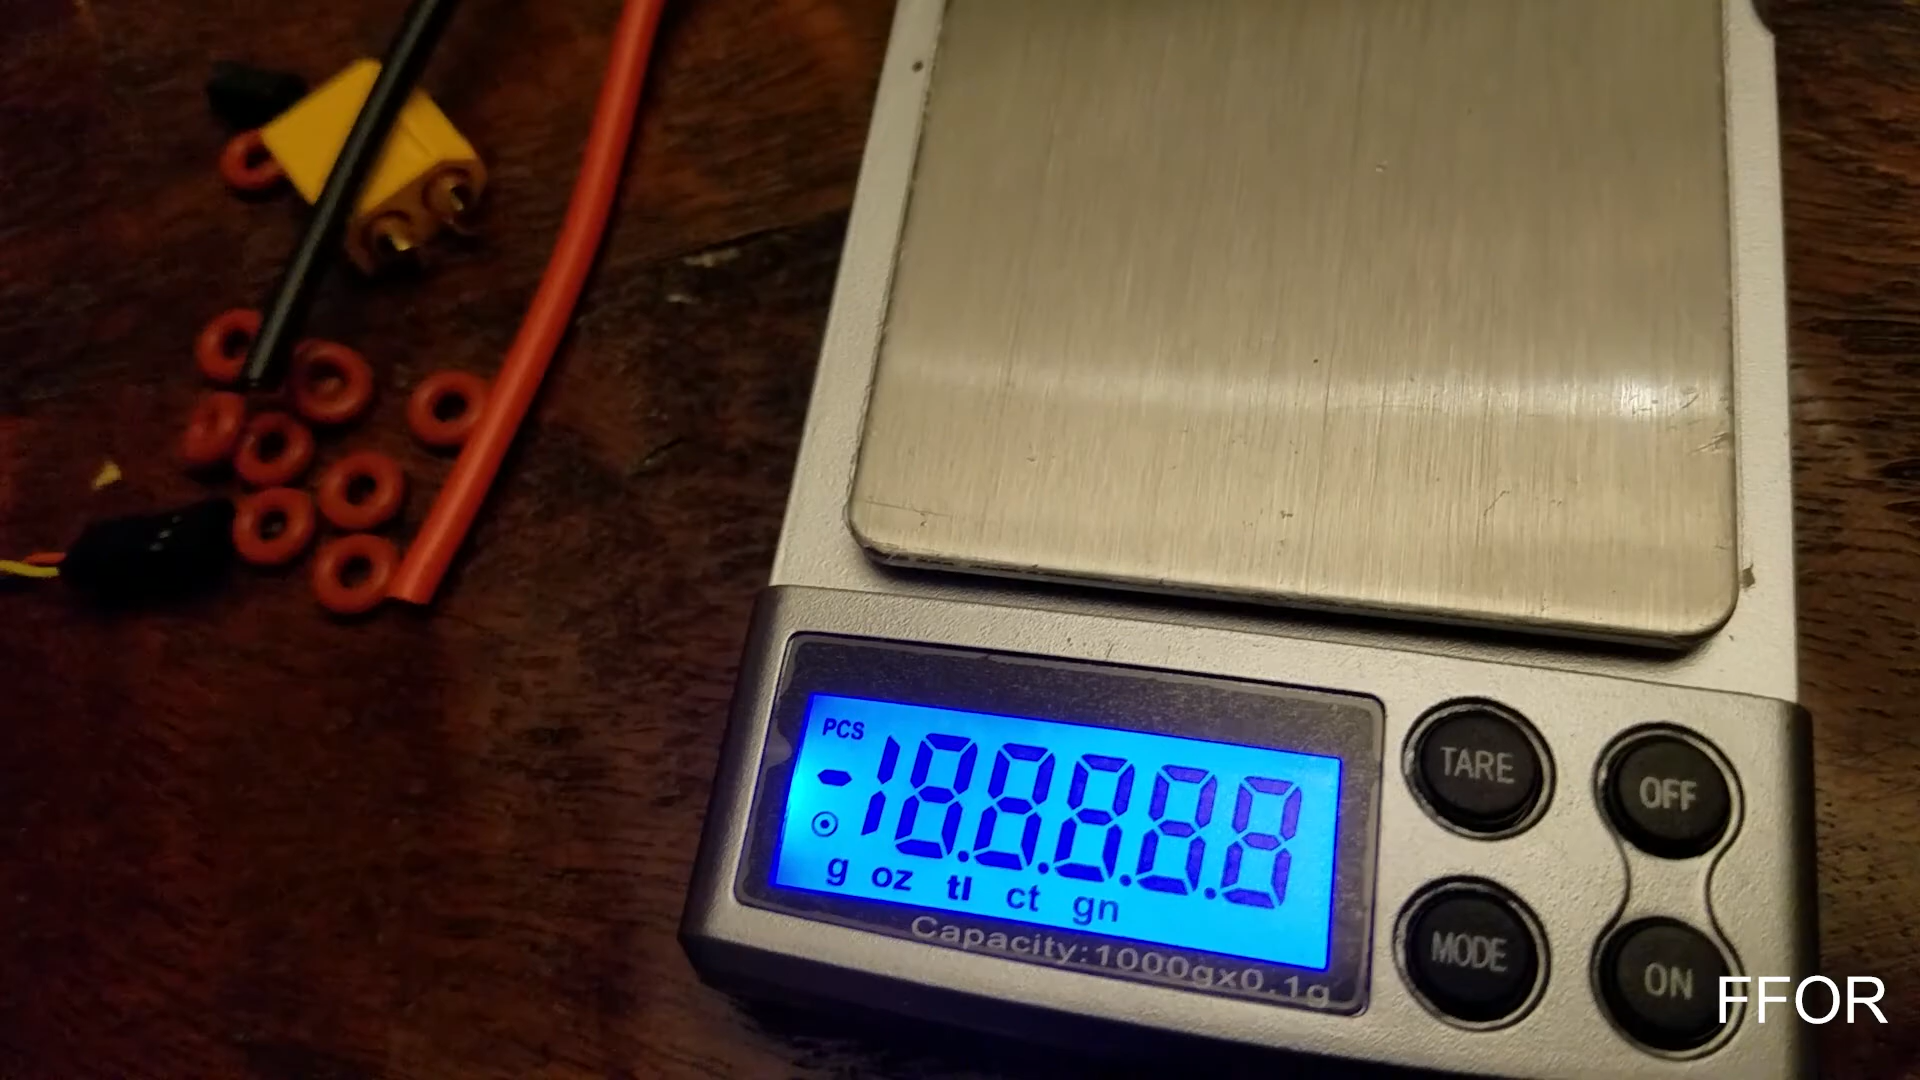 PCS
-188888
g oz tl ct gn
Capacity:1000gx0.1g
TARE
OFF
MODE
ON
FFOR